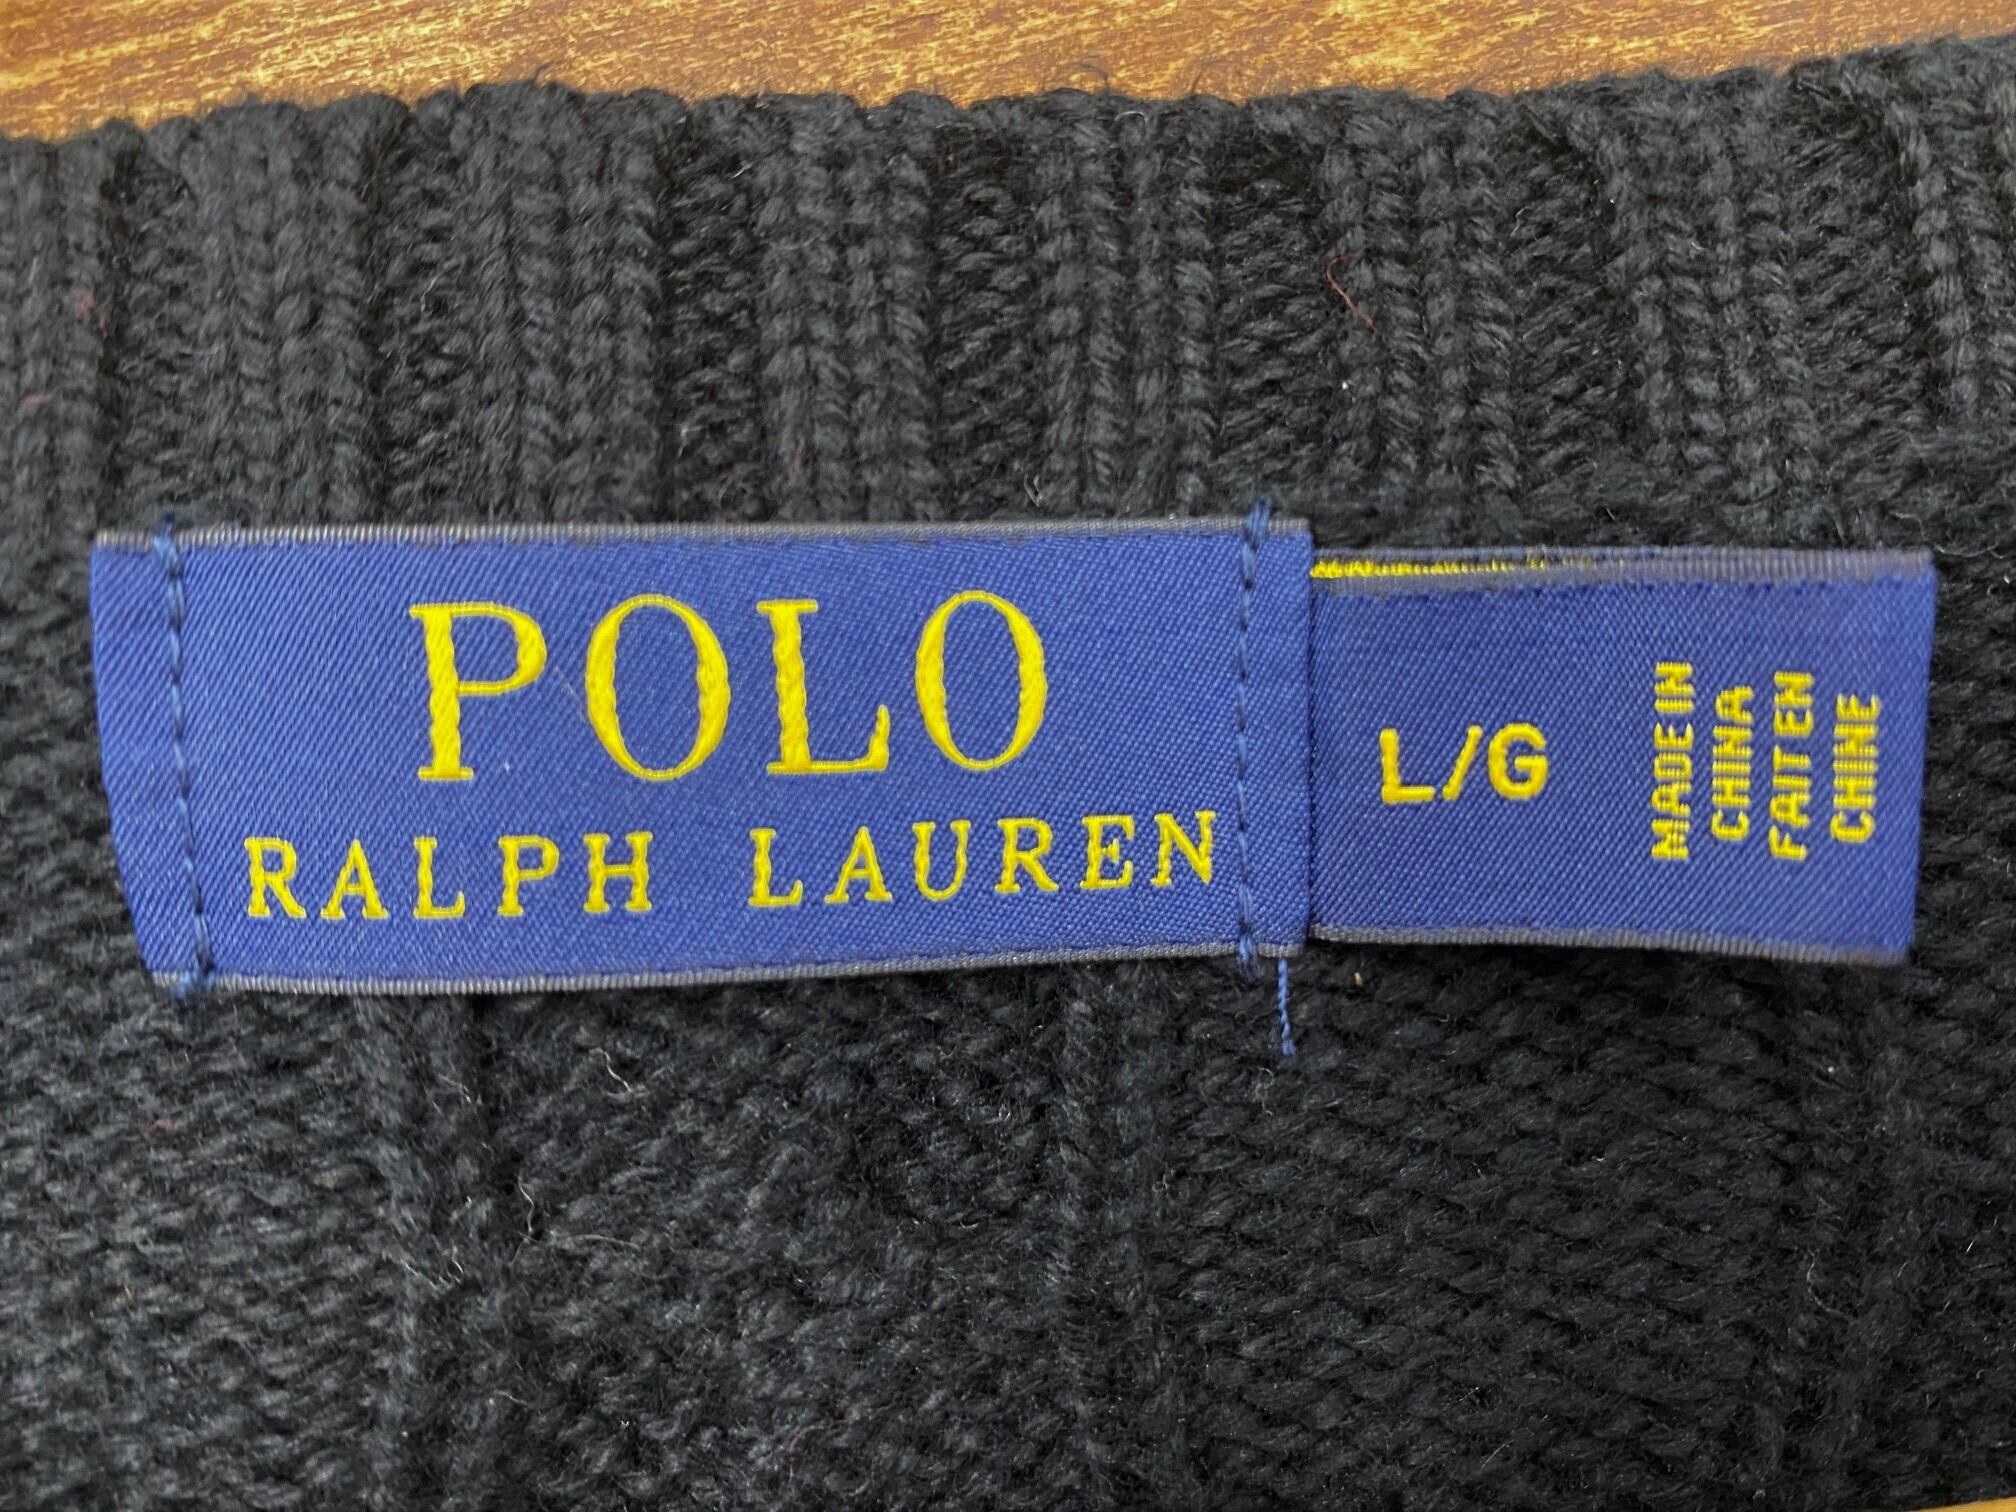 POLO
RALPH LAUREN
L/G
MADE IN
CHINA
FAIT EN
CHINE